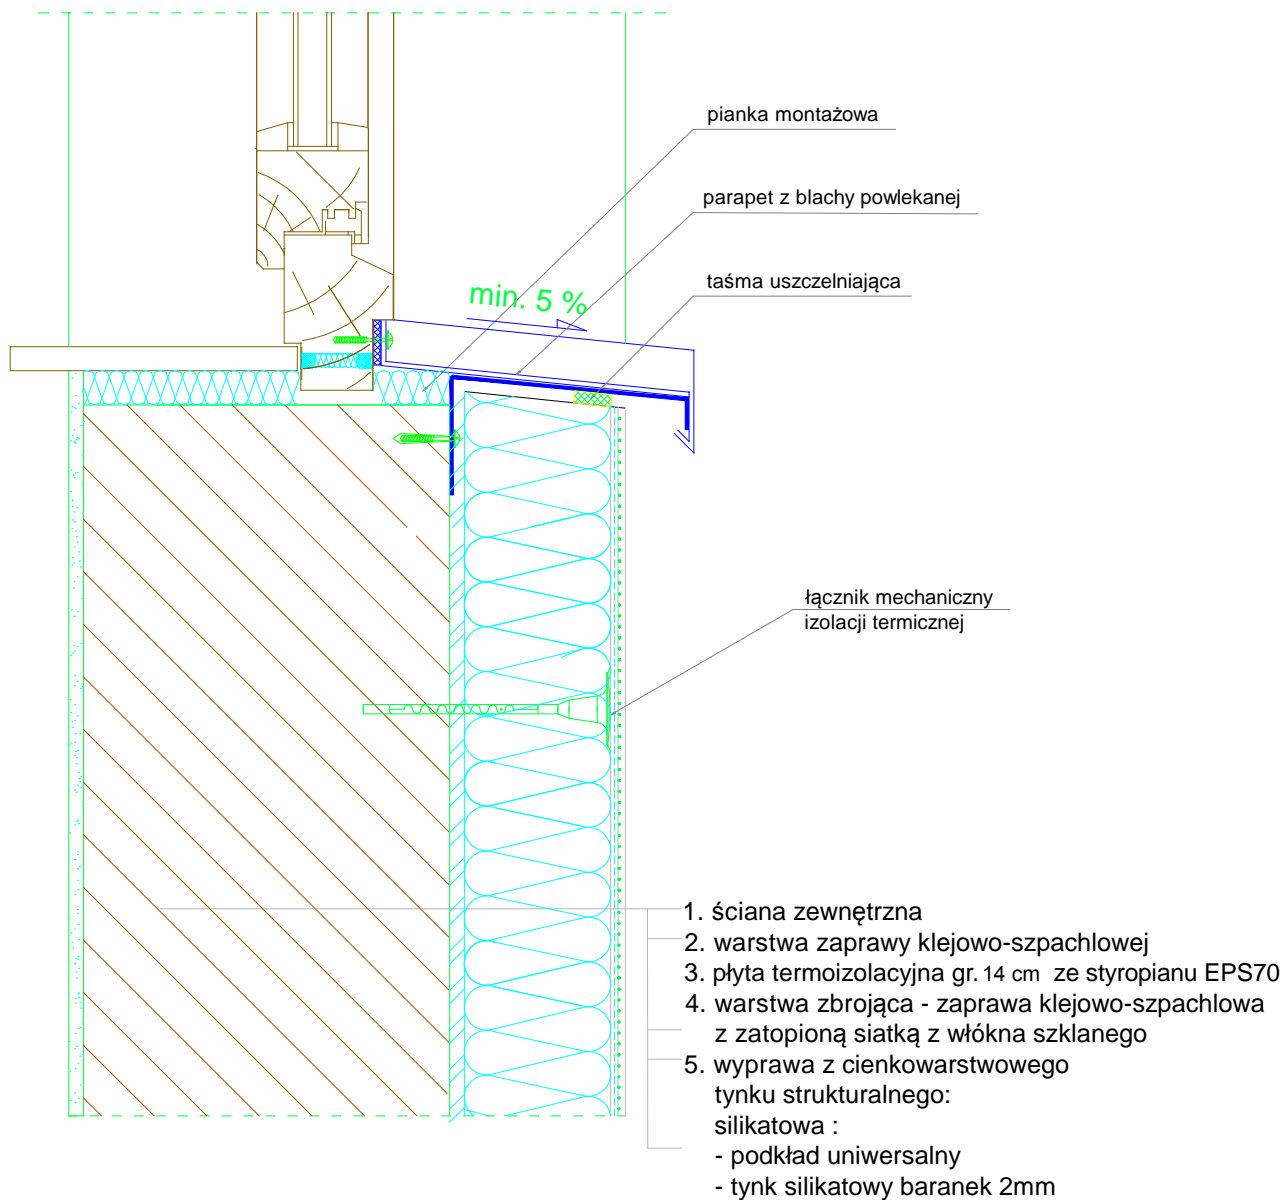 pianka montażowa
parapet z blachy powlekanej
taśma uszczelniająca
min. 5 %
łącznik mechaniczny
izolacji termicznej
1. ściana zewnętrzna
2. warstwa zaprawy klejowo-szpachlowej
3. płyta termoizolacyjna gr. 14 cm ze styropianu EPS70
4. warstwa zbrojąca - zaprawa klejowo-szpachlowa
z zatopioną siatką z włókna szklanego
5. wyprawa z cienkowarstwowego
tynku strukturalnego:
silikatowa :
- podkład uniwersalny
- tynk silikatowy baranek 2mm